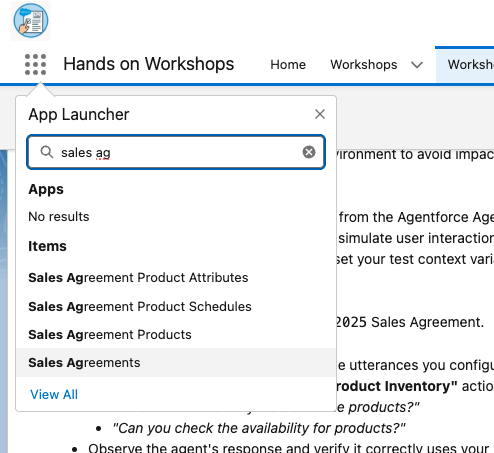 Hands on Workshops Home Workshops Worksh
App Launcher
sales ag
vironment to avoid impac
Apps
No results
from the Agentforce Age
Items
simulate user interaction
set your test context vari
Sales Agreement Product Attributes
Sales Agreement Product Schedules
2025 Sales Agreement.
Sales Agreement Products
Sales Agreements
e utterances you configu
roduct Inventory" actio
View All
e products?"
• "Can you check the availability for products?"
• Observe the agent's response and verify it correctly uses your